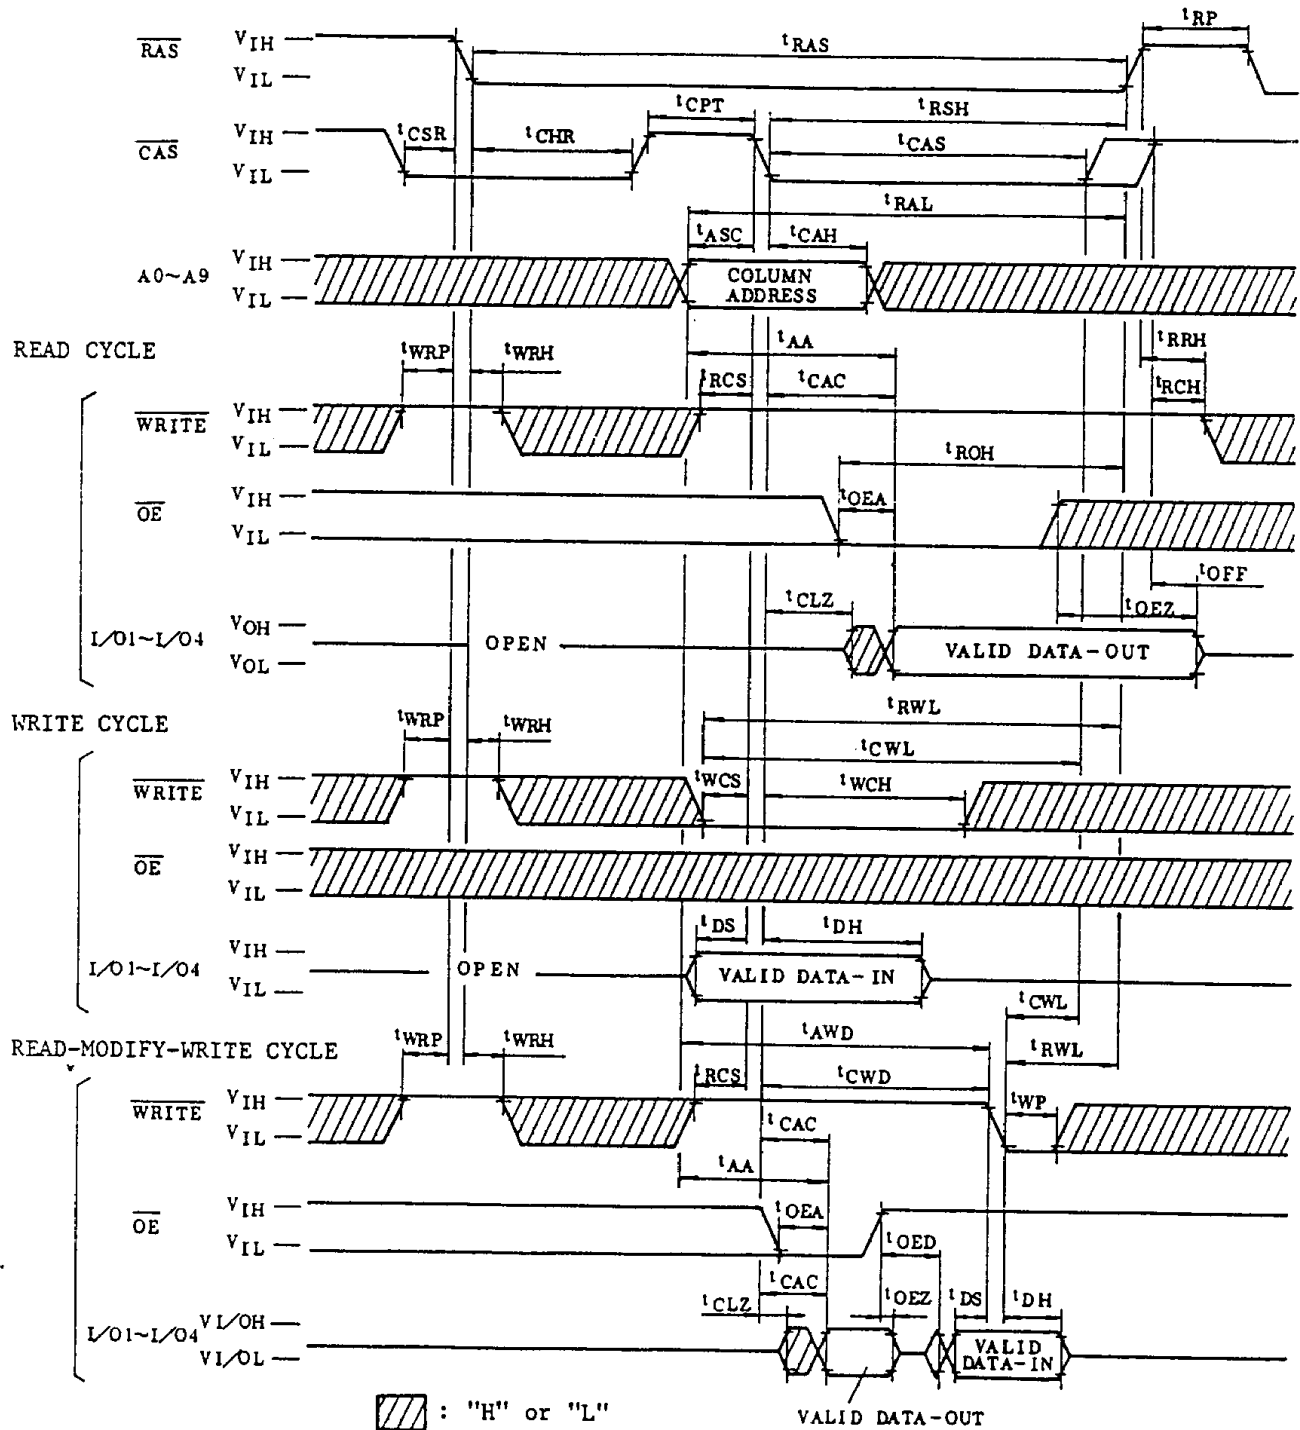 tRP
RAS VIH tRAS
VIL
tCPT tRSH
CAS VIH tCSR tCHR tCAS
VIL
tRAL
tASC tCAH
A0~A9 VIH COLUMN
VIL ADDRESS
READ CYCLE tWRP tWRH tAA tRRH
tRCS tCAC tRCH
WRITE VIH
VIL
tROH
OE VIH tOEA
VIL
tOFF
tCLZ tOEZ
I/O1~I/O4 VOH OPEN VALID DATA-OUT
VOL
WRITE CYCLE tWRP tWRH tRWL
tCWL
WRITE VIH tWCS tWCH
VIL
OE VIH
VIL
tDS tDH
I/O1~I/O4 VIH OPEN VALID DATA-IN
VIL
tCWL
READ-MODIFY-WRITE CYCLE tWRP tWRH tAWD tRWL
tRCS tCWD
WRITE VIH tWP
VIL tCAC
tAA
OE VIH tOEA
VIL tOED
tCAC
tCLZ tOEZ tDS tDH
I/O1~I/O4 VI/OH VALID
VI/OL DATA-IN
: "H" or "L" VALID DATA-OUT